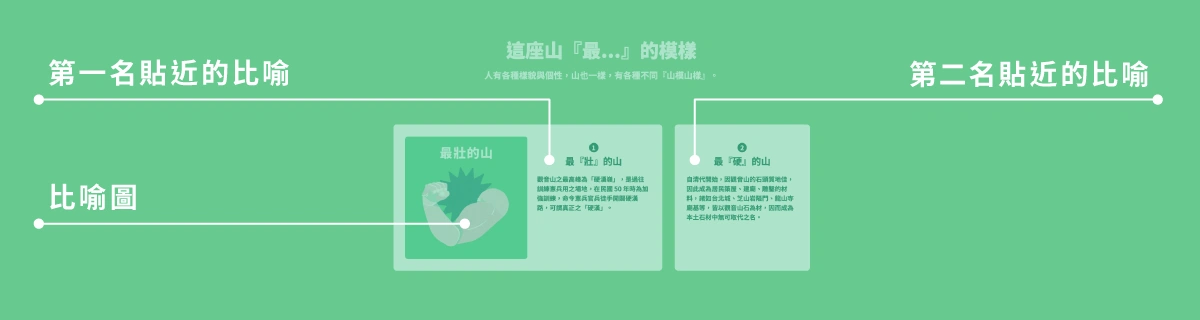 這座山『最...』的模樣
人有各種樣貌與個性，山也一樣，有各種不同『山模山樣』。
第一名貼近的比喻
第二名貼近的比喻
比喻圖
最壯的山
1
最『壯』的山
觀音山之最高峰為「硬漢嶺」，是過往
訓練憲兵用之場地，在民國 50 年時為加
強訓練，命令憲兵官兵徒手開闢硬漢
路，可謂真正之「硬漢」。
2
最『硬』的山
自清代開始，因觀音山的石頭質地佳，
因此成為居民築屋、建廟、雕鑿的材
料，諸如台北城、芝山岩隘門、龍山寺
廟基等，皆以觀音山石為材，因而成為
本土石材中無可取代之名。